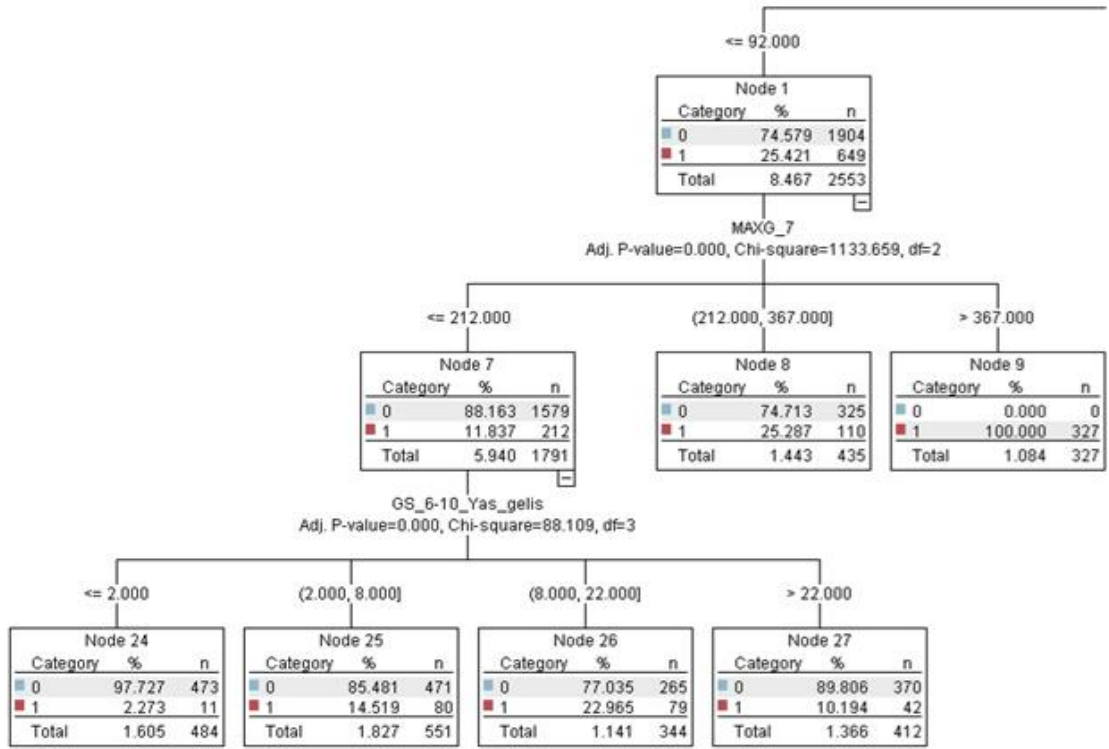 <= 92.000
Node 1
Category % n
0 74.579 1904
1 25.421 649
Total 8.467 2553
MAXG_7
Adj. P-value=0.000, Chi-square=1133.659, df=2
<= 212.000
(212.000, 367.000]
> 367.000
Node 7
Category % n
0 88.163 1579
1 11.837 212
Total 5.940 1791
Node 8
Category % n
0 74.713 325
1 25.287 110
Total 1.443 435
Node 9
Category % n
0 0.000 0
1 100.000 327
Total 1.084 327
GS_6-10_Yas_gelis
Adj. P-value=0.000, Chi-square=88.109, df=3
<= 2.000
(2.000, 8.000]
(8.000, 22.000]
> 22.000
Node 24
Category % n
0 97.727 473
1 2.273 11
Total 1.605 484
Node 25
Category % n
0 85.481 471
1 14.519 80
Total 1.827 551
Node 26
Category % n
0 77.035 265
1 22.965 79
Total 1.141 344
Node 27
Category % n
0 89.806 370
1 10.194 42
Total 1.366 412